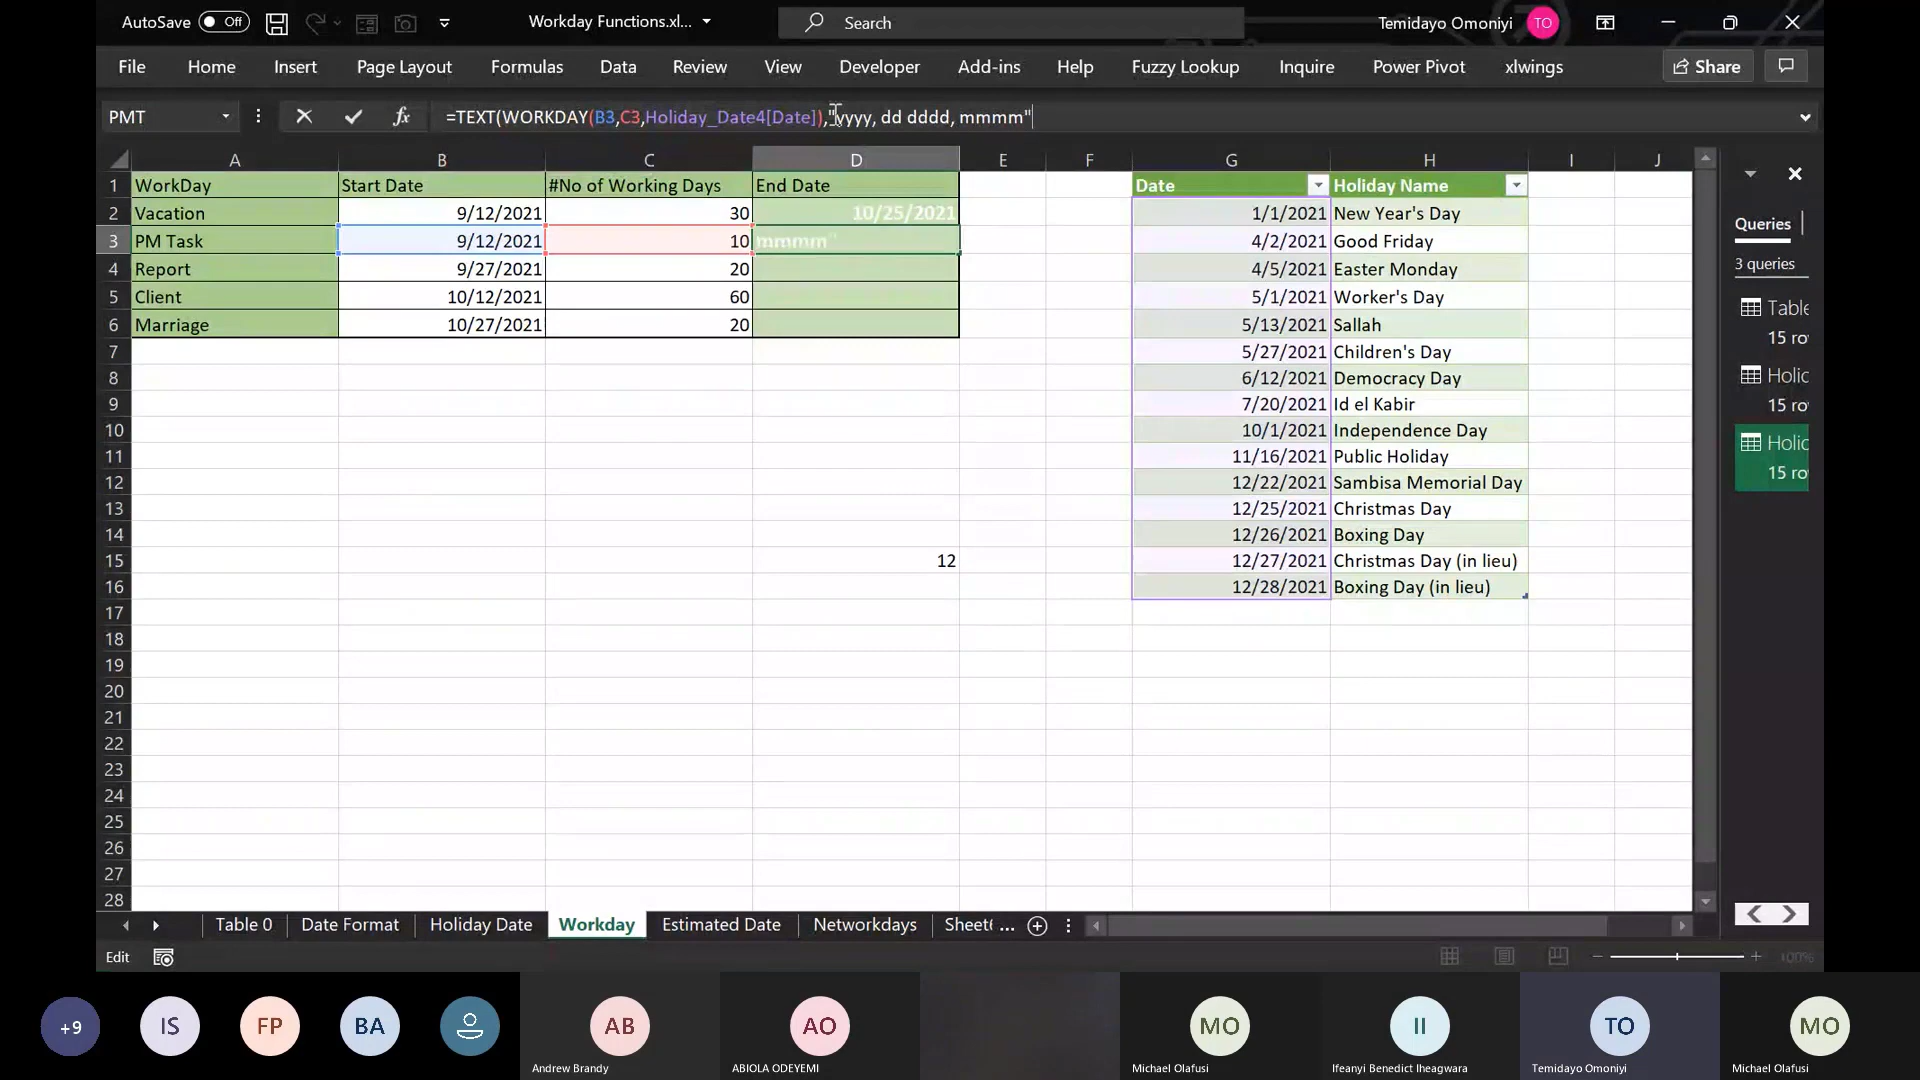 AutoSave Off Workday Functions.xl... Search Temidayo Omoniyi TO
File Home Insert Page Layout Formulas Data Review View Developer Add-ins Help Fuzzy Lookup Inquire Power Pivot xlwings Share
PMT fx =TEXT(WORKDAY(B3,C3,Holiday_Date4[Date]),"yyyy, dd dddd, mmmm"
A B C D E F G H I J
1 WorkDay Start Date #No of Working Days End Date Date Holiday Name
2 Vacation 9/12/2021 30 10/25/2021 1/1/2021 New Year's Day
3 PM Task 9/12/2021 10 mmmm" 4/2/2021 Good Friday
4 Report 9/27/2021 20 4/5/2021 Easter Monday
5 Client 10/12/2021 60 5/1/2021 Worker's Day
6 Marriage 10/27/2021 20 5/13/2021 Sallah
7 5/27/2021 Children's Day
8 6/12/2021 Democracy Day
9 7/20/2021 Id el Kabir
10 10/1/2021 Independence Day
11 11/16/2021 Public Holiday
12 12/22/2021 Sambisa Memorial Day
13 12/25/2021 Christmas Day
14 12/26/2021 Boxing Day
15 12 12/27/2021 Christmas Day (in lieu)
16 12/28/2021 Boxing Day (in lieu)
17
18
19
20
21
22
23
24
25
26
27
28
Queries
3 queries
Table
15 ro
Holic
15 ro
Holic
15 ro
Table 0 Date Format Holiday Date Workday Estimated Date Networkdays Sheet( ...
Edit 100%
+9 IS FP BA AB AO MO II TO MO
Andrew Brandy ABIOLA ODEYEMI Michael Olafusi Ifeanyi Benedict Iheagwara Temidayo Omoniyi Michael Olafusi